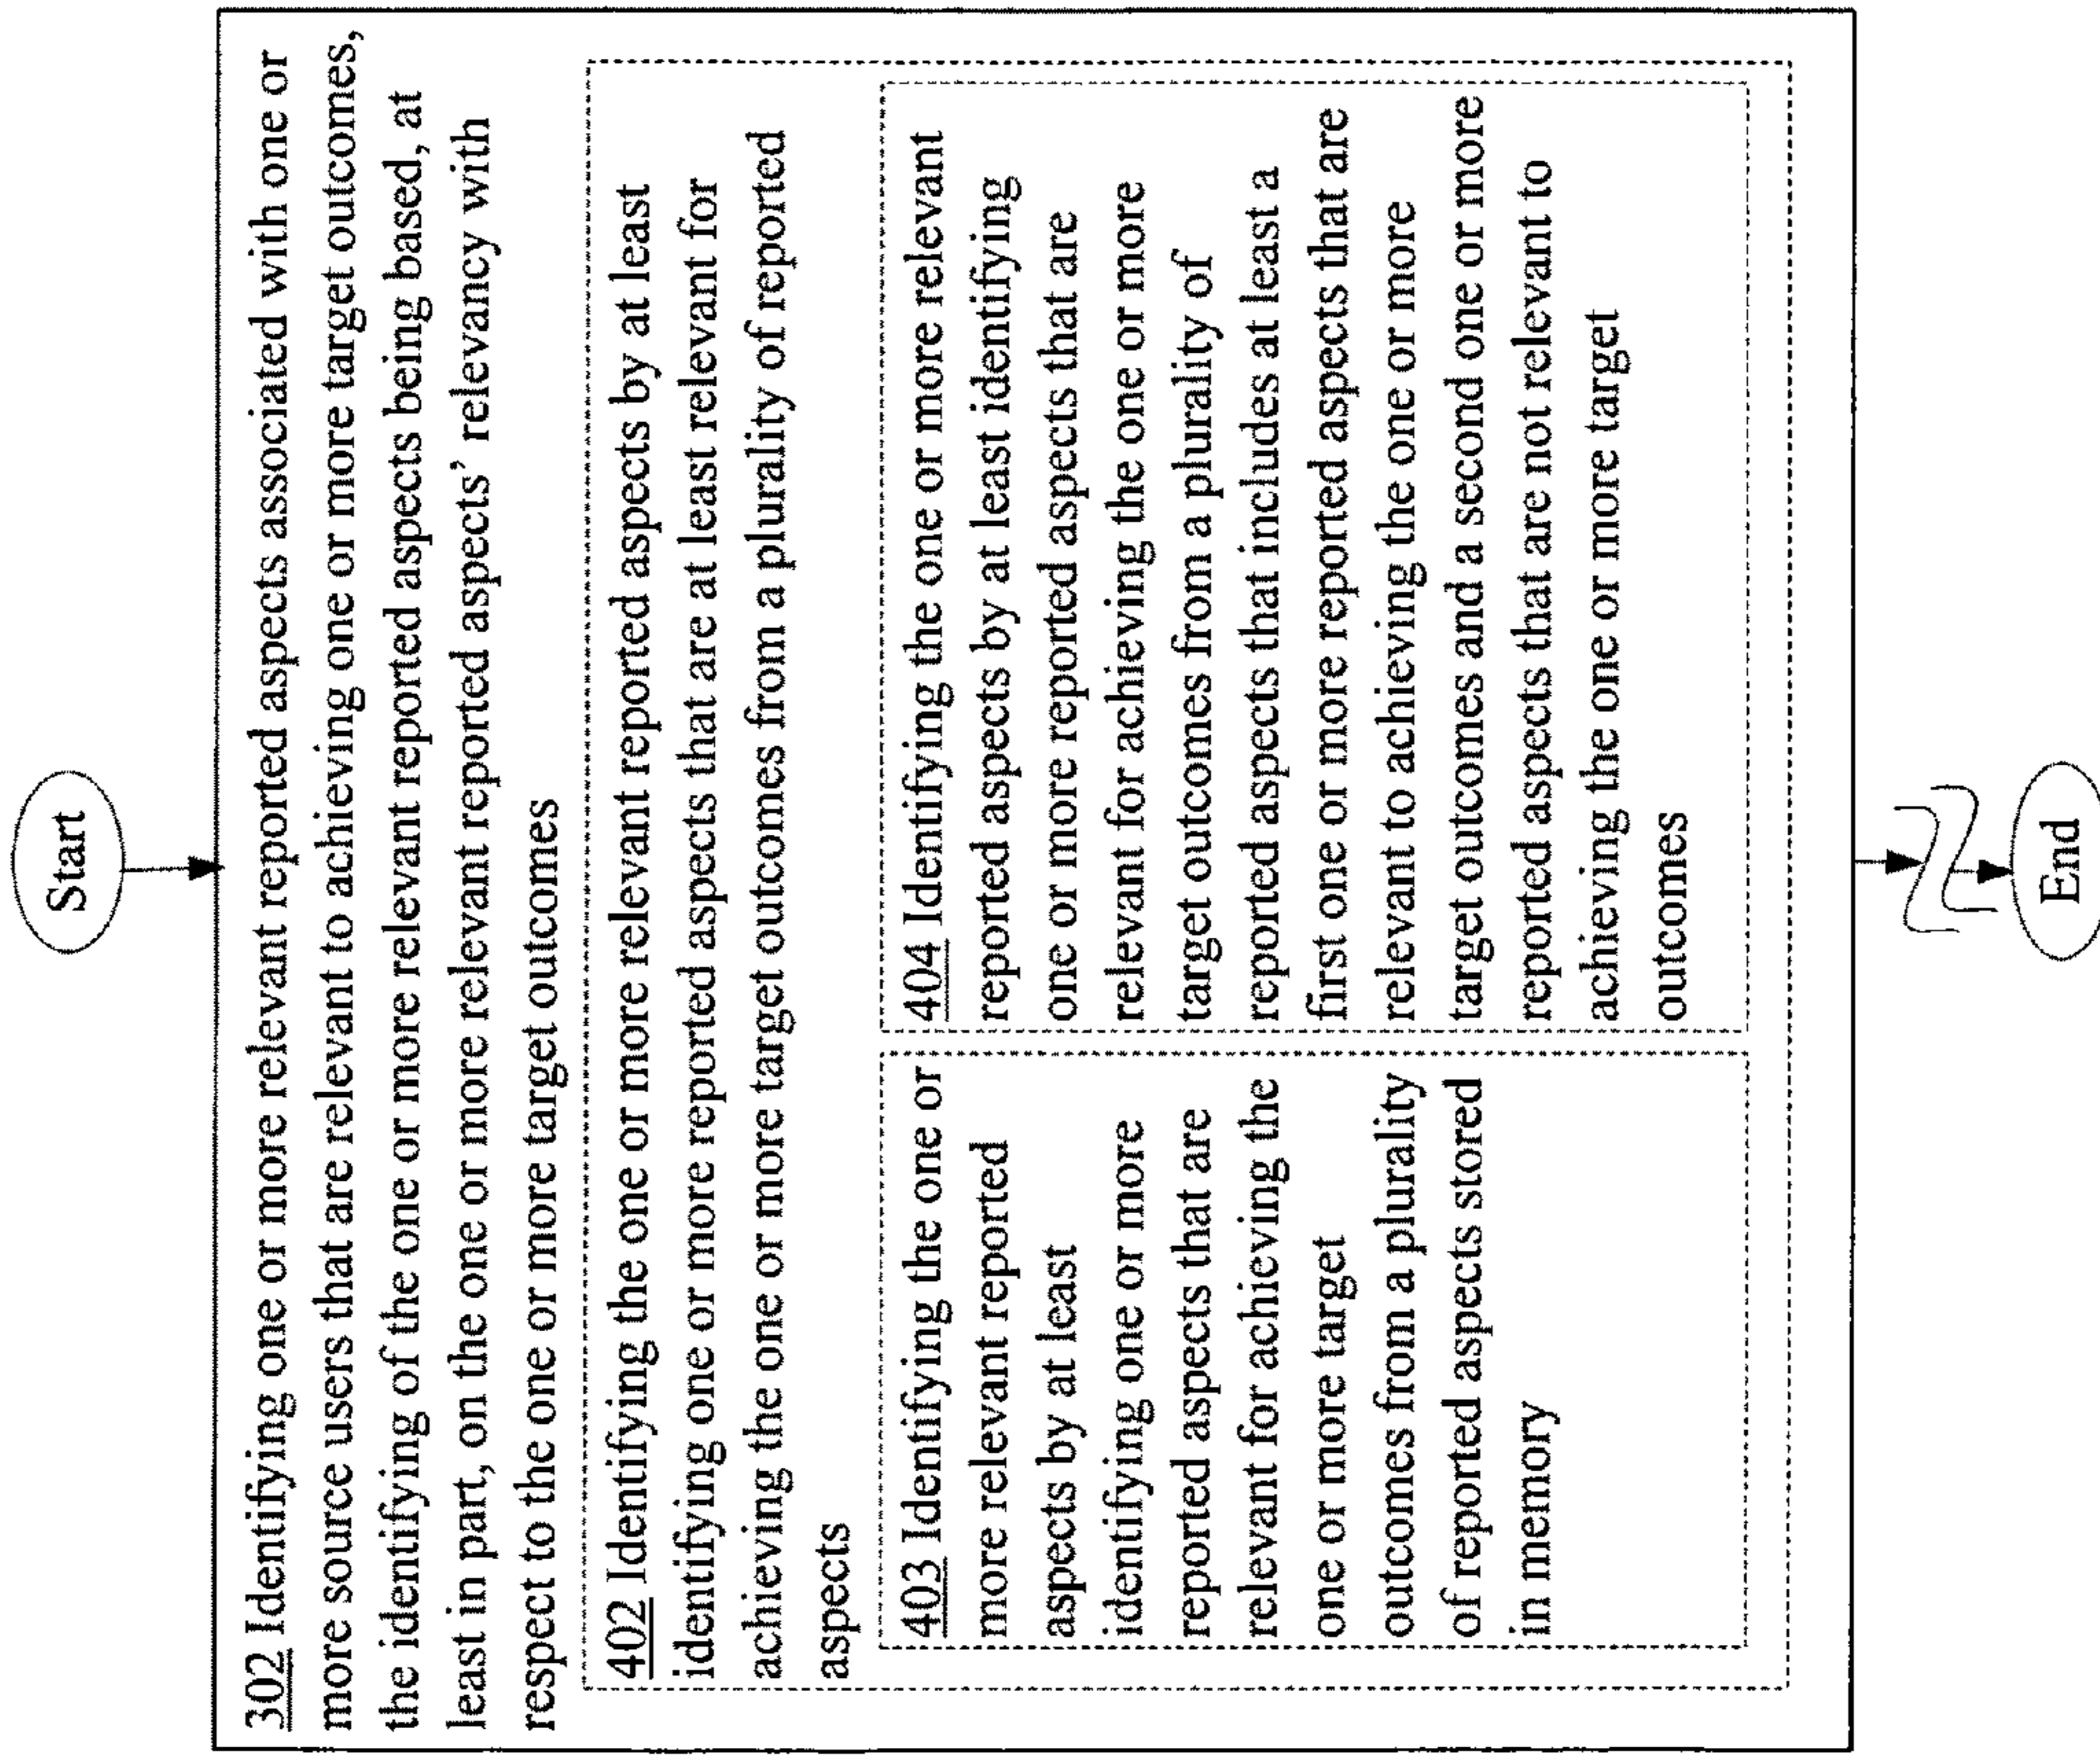 Start
302 Identifying one or more relevant reported aspects associated with one or
more source users that are relevant to achieving one or more target outcomes,
the identifying of the one or more relevant reported aspects being based, at
least in part, on the one or more relevant reported aspects’ relevancy with
respect to the one or more target outcomes
402 Identifying the one or more relevant reported aspects by at least
identifying one or more reported aspects that are at least relevant for
achieving the one or more target outcomes from a plurality of reported
aspects
403 Identifying the one or
more relevant reported
aspects by at least
identifying one or more
reported aspects that are
relevant for achieving the
one or more target
outcomes from a plurality
of reported aspects stored
in memory
404 Identifying the one or more relevant
reported aspects by at least identifying
one or more reported aspects that are
relevant for achieving the one or more
target outcomes from a plurality of
reported aspects that includes at least a
first one or more reported aspects that are
relevant to achieving the one or more
target outcomes and a second one or more
reported aspects that are not relevant to
achieving the one or more target
outcomes
End